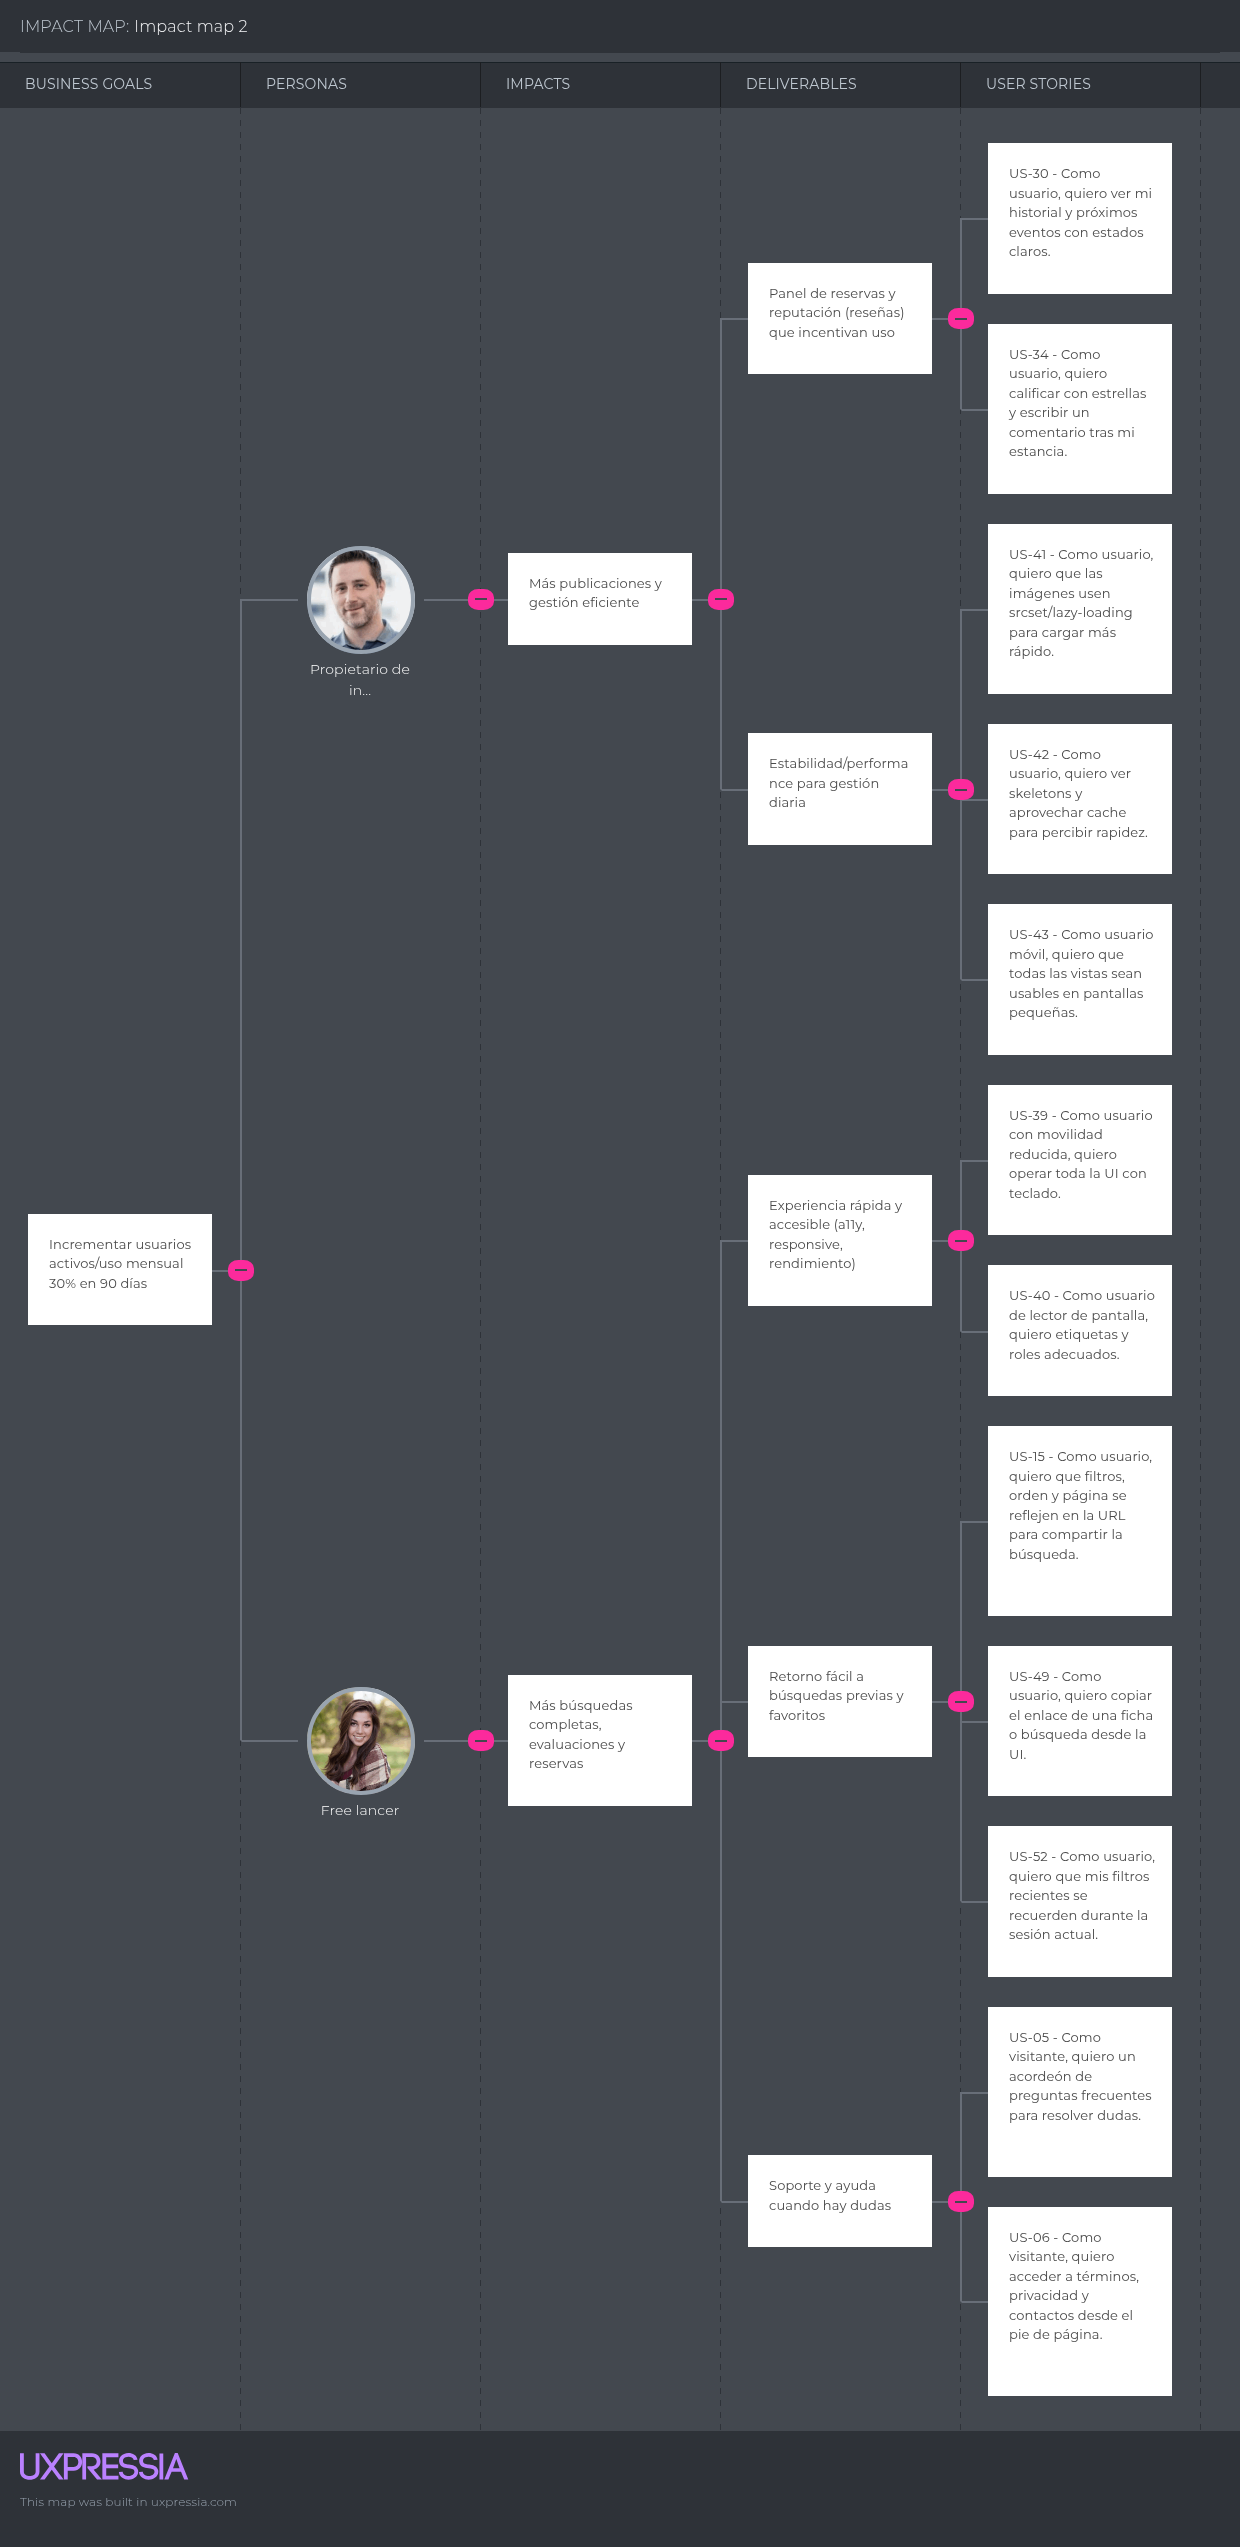 IMPACT MAP: Impact map 2
BUSINESS GOALS
PERSONAS
IMPACTS
DELIVERABLES
USER STORIES
US-30 - Como
usuario, quiero ver mi
historial y próximos
eventos con estados
claros.
Panel de reservas y
reputación (reseñas)
que incentivan uso
US-34 - Como
usuario, quiero
calificar con estrellas
y escribir un
comentario tras mi
estancia.
Propietario de
in...
Más publicaciones y
gestión eficiente
US-41 - Como usuario,
quiero que las
imágenes usen
srcset/lazy-loading
para cargar más
rápido.
Estabilidad/performa
nce para gestión
diaria
US-42 - Como
usuario, quiero ver
skeletons y
aprovechar cache
para percibir rapidez.
US-43 - Como usuario
móvil, quiero que
todas las vistas sean
usables en pantallas
pequeñas.
Incrementar usuarios
activos/uso mensual
30% en 90 días
US-39 - Como usuario
con movilidad
reducida, quiero
operar toda la UI con
teclado.
Experiencia rápida y
accesible (a11y,
responsive,
rendimiento)
US-40 - Como usuario
de lector de pantalla,
quiero etiquetas y
roles adecuados.
US-15 - Como usuario,
quiero que filtros,
orden y página se
reflejen en la URL
para compartir la
búsqueda.
Free lancer
Más búsquedas
completas,
evaluaciones y
reservas
Retorno fácil a
búsquedas previas y
favoritos
US-49 - Como
usuario, quiero copiar
el enlace de una ficha
o búsqueda desde la
UI.
US-52 - Como usuario,
quiero que mis filtros
recientes se
recuerden durante la
sesión actual.
US-05 - Como
visitante, quiero un
acordeón de
preguntas frecuentes
para resolver dudas.
Soporte y ayuda
cuando hay dudas
US-06 - Como
visitante, quiero
acceder a términos,
privacidad y
contactos desde el
pie de página.
UXPRESSIA
This map was built in uxpressia.com